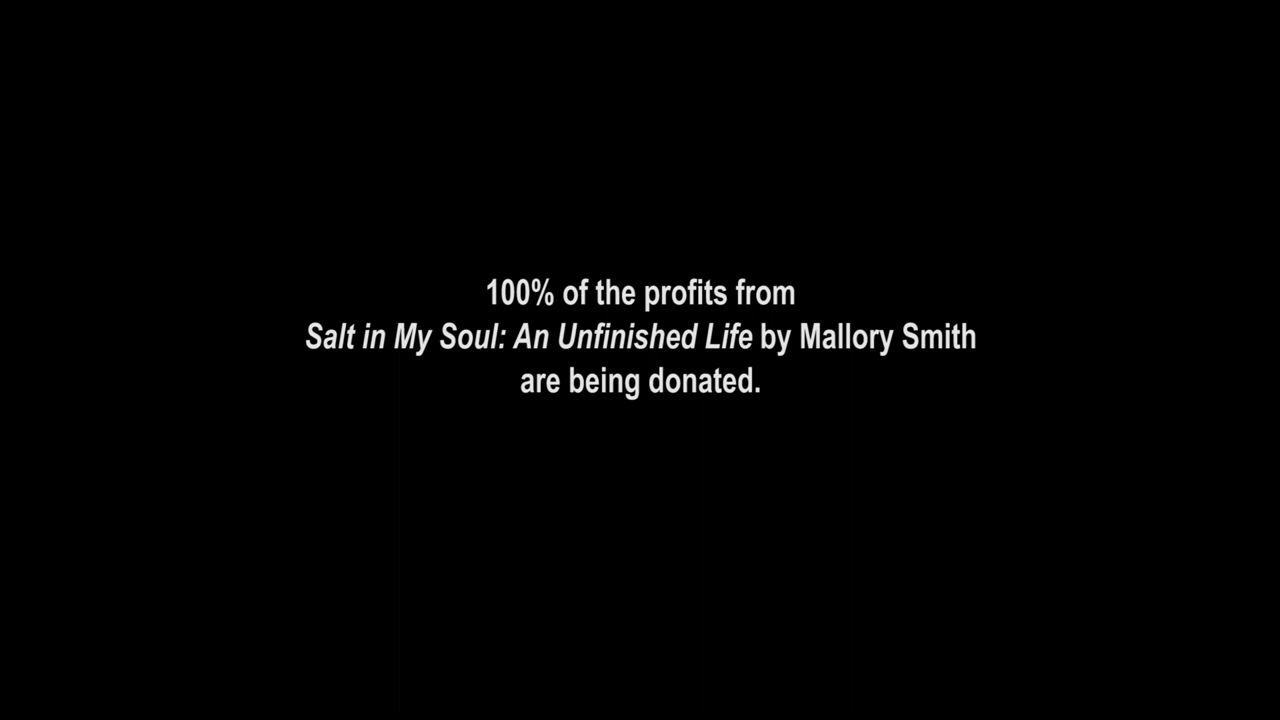 100% of the profits from
Salt in My Soul: An Unfinished Life by Mallory Smith
are being donated.